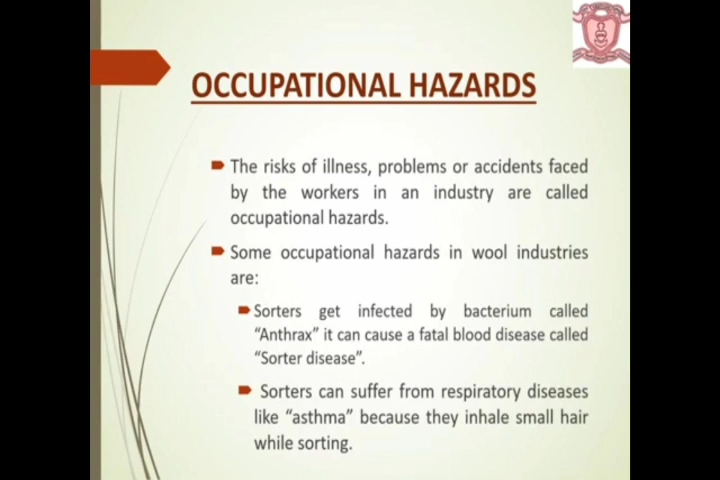 OCCUPATIONAL HAZARDS
The risks of illness, problems or accidents faced
by the workers in an industry are called
occupational hazards.
Some occupational hazards in wool industries
are:
Sorters get infected by bacterium called
“Anthrax” it can cause a fatal blood disease called
“Sorter disease”.
Sorters can suffer from respiratory diseases
like “asthma” because they inhale small hair
while sorting.